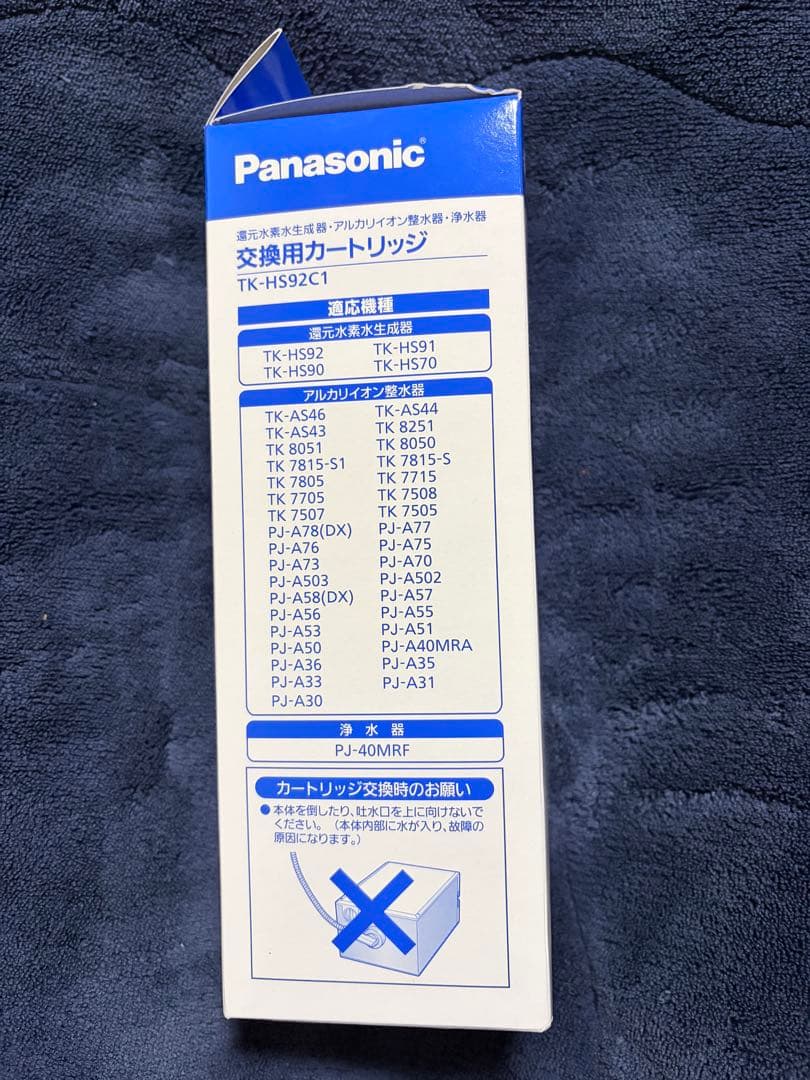 Panasonic®
還元水素水生成器・アルカリイオン整水器・浄水器
交換用カートリッジ
TK-HS92C1
適応機種
還元水素水生成器
TK-HS92 TK-HS91
TK-HS90 TK-HS70
アルカリイオン整水器
TK-AS46 TK-AS44
TK-AS43 TK 8251
TK 8051 TK 8050
TK 7815-S1 TK 7815-S
TK 7805 TK 7715
TK 7705 TK 7508
TK 7507 TK 7505
PJ-A78(DX) PJ-A77
PJ-A76 PJ-A75
PJ-A73 PJ-A70
PJ-A503 PJ-A502
PJ-A58(DX) PJ-A57
PJ-A56 PJ-A55
PJ-A53 PJ-A51
PJ-A50 PJ-A40MRA
PJ-A36 PJ-A35
PJ-A33 PJ-A31
PJ-A30
浄水器
PJ-40MRF
カートリッジ交換時のお願い
●本体を倒したり、吐水口を上に向けないで
ください。（本体内部に水が入り、故障の
原因になります。）